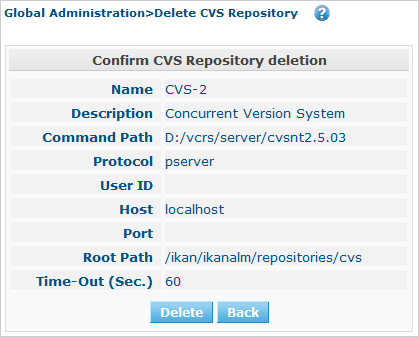 Global Administration>Delete CVS Repository ?
Confirm CVS Repository deletion
Name CVS-2
Description Concurrent Version System
Command Path D:/vcrs/server/cvsnt2.5.03
Protocol pserver
User ID
Host localhost
Port
Root Path /ikan/ikanalm/repositories/cvs
Time-Out (Sec.) 60
Delete Back